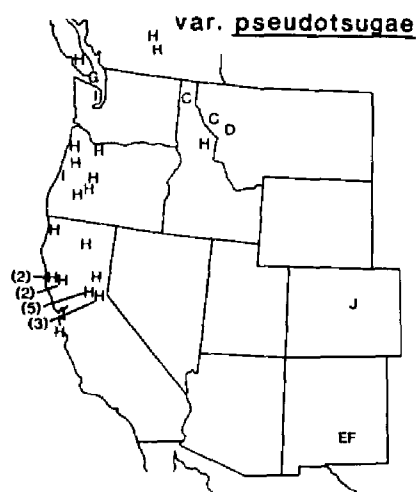 var. pseudotsugae
H
H
H
G
I
C
C
D
H
H H
H
I H
H H
H
H
(2) H H H
(2)
(5) H H
J
(3) H
H
EF